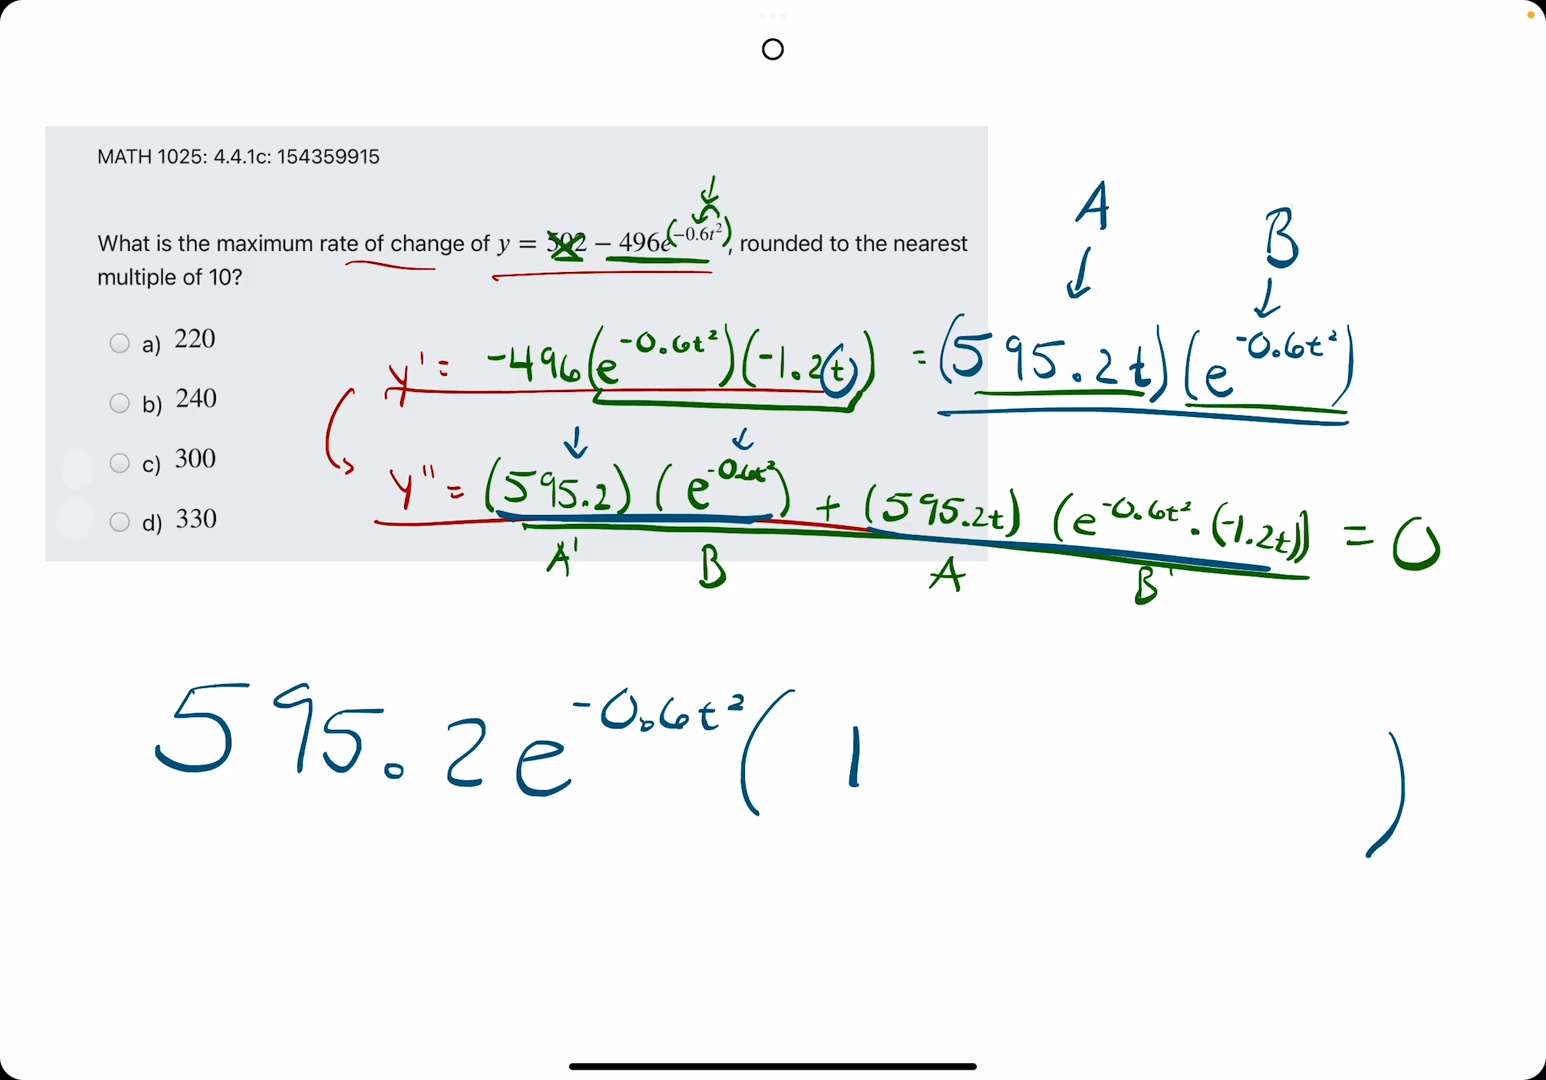 MATH 1025: 4.4.1c: 154359915
A B
What is the maximum rate of change of y = 502 − 496e^(−0.6t²), rounded to the nearest
multiple of 10?
a) 220
y' = -496(e^-0.6t²)(-1.2(t)) = (595.2t)(e^-0.6t²)
b) 240
c) 300
y" = (595.2)(e^-0.6t²) + (595.2t)(e^-0.6t² · (-1.2t)) = 0
d) 330
A' B A B'
595.2e^-0.6t² ( 1 )